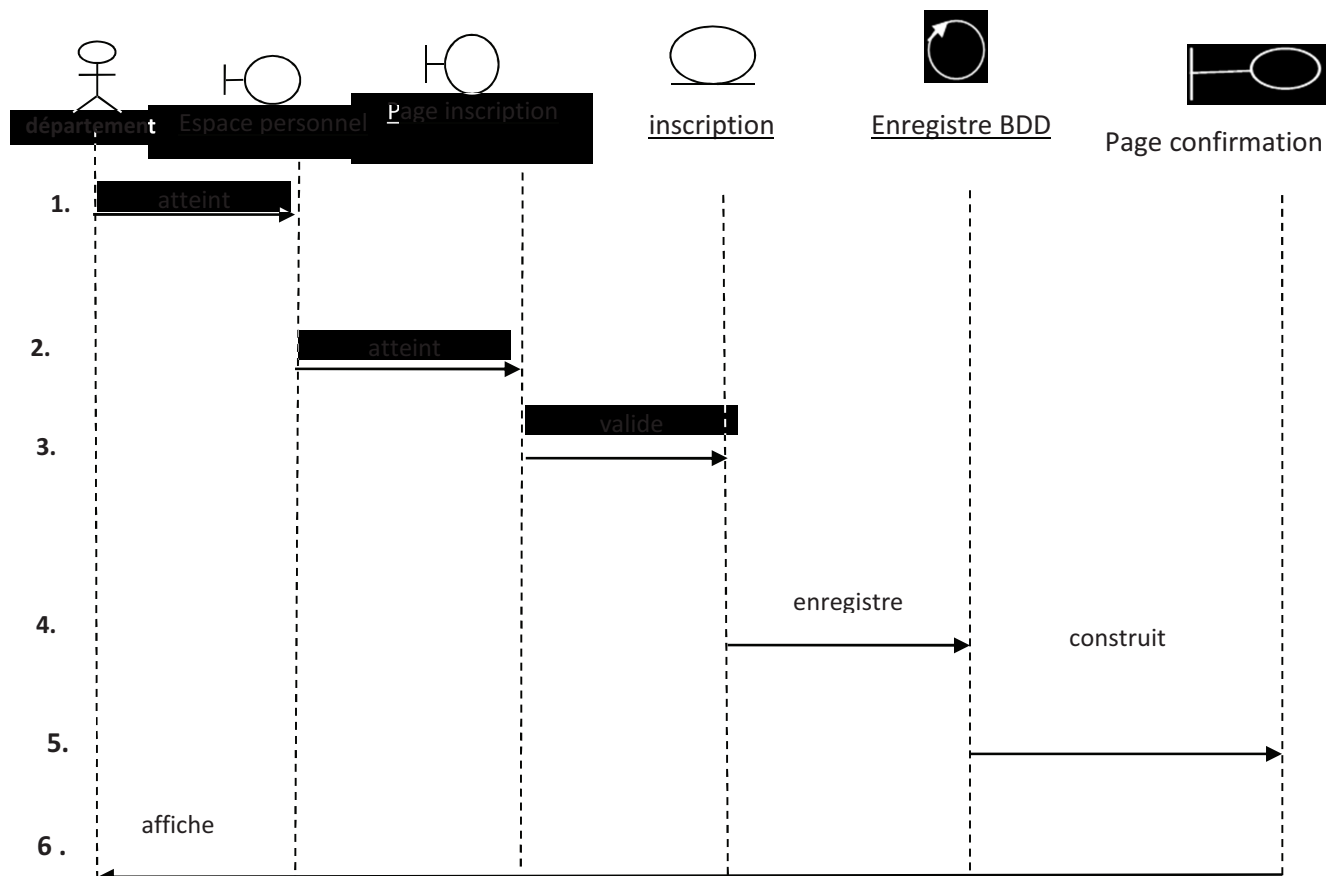 département
Espace personnel
Page inscription
inscription
Enregistre BDD
Page confirmation
1.
atteint
2.
atteint
valide
3.
enregistre
4.
construit
5.
affiche
6 .